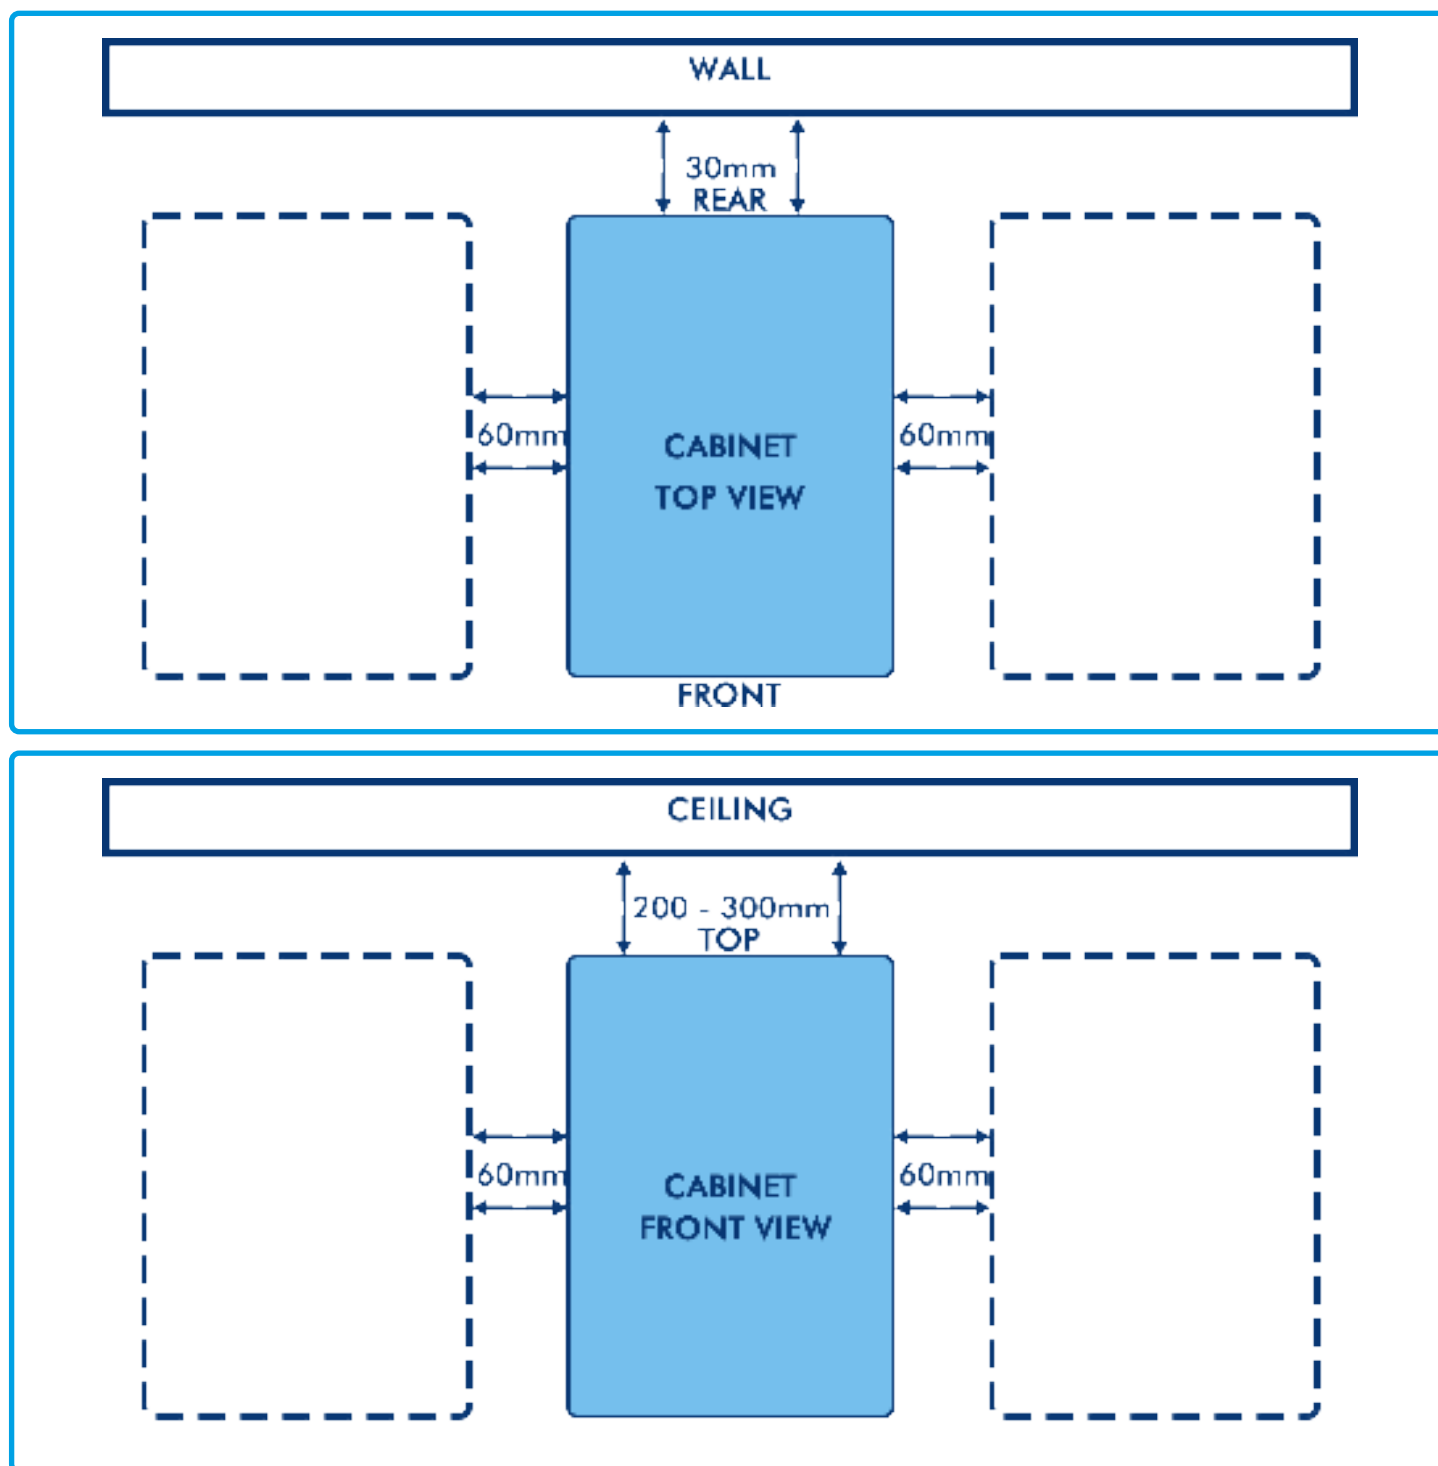 WALL
30mm
REAR
60mm
60mm
CABINET
TOP VIEW
FRONT
CEILING
200 - 300mm
TOP
60mm
60mm
CABINET
FRONT VIEW